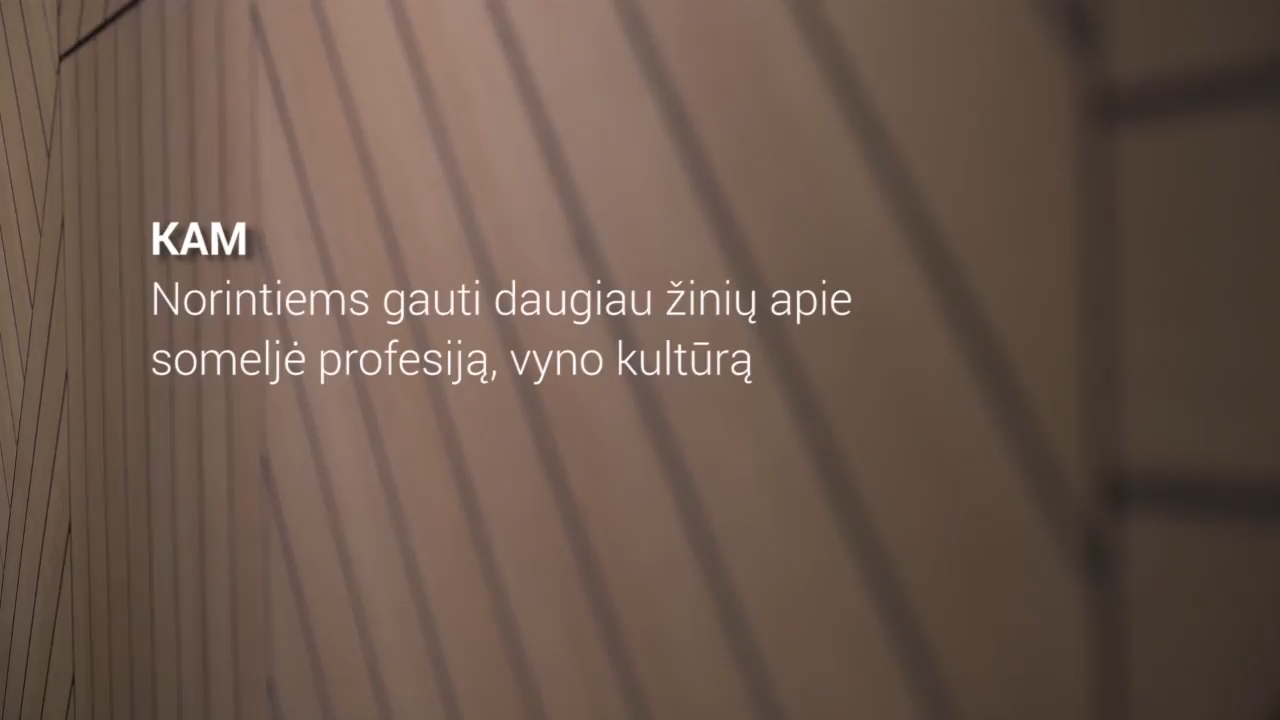 KAM
Norintiems gauti daugiau žinių apie
someljė profesiją, vyno kultūrą